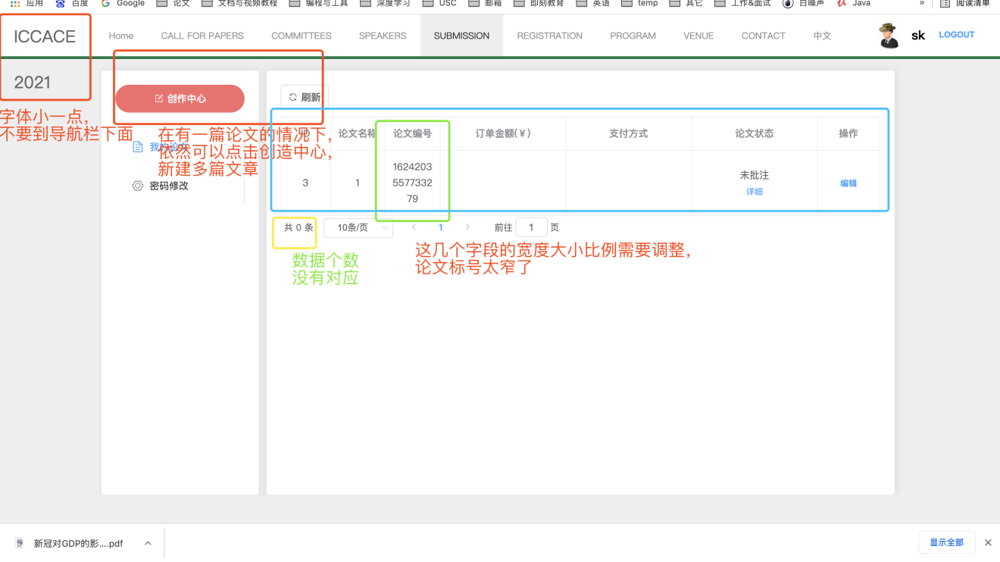 应用 百度 Google 论文 文档与视频教程 编程与工具 深度学习 USC 邮箱 即刻教育 英语 temp 其它 工作&面试 白噪声 Java » 阅读清单
ICCACE Home CALL FOR PAPERS COMMITTEES SPEAKERS SUBMISSION REGISTRATION PROGRAM VENUE CONTACT 中文 sk LOGOUT
2021
创作中心
刷新
字体小一点,
不要到导航栏下面
在有一篇论文的情况下,
依然可以点击创造中心,
新建多篇文章
我的论文
密码修改
论文名称 论文编号 订单金额(¥) 支付方式 论文状态 操作
3 1 1624203
5577332
79
未批注
详细
编辑
共 0 条 10条/页 1 前往 1 页
数据个数
没有对应
这几个字段的宽度大小比例需要调整,
论文标号太窄了
新冠对GDP的影....pdf
显示全部